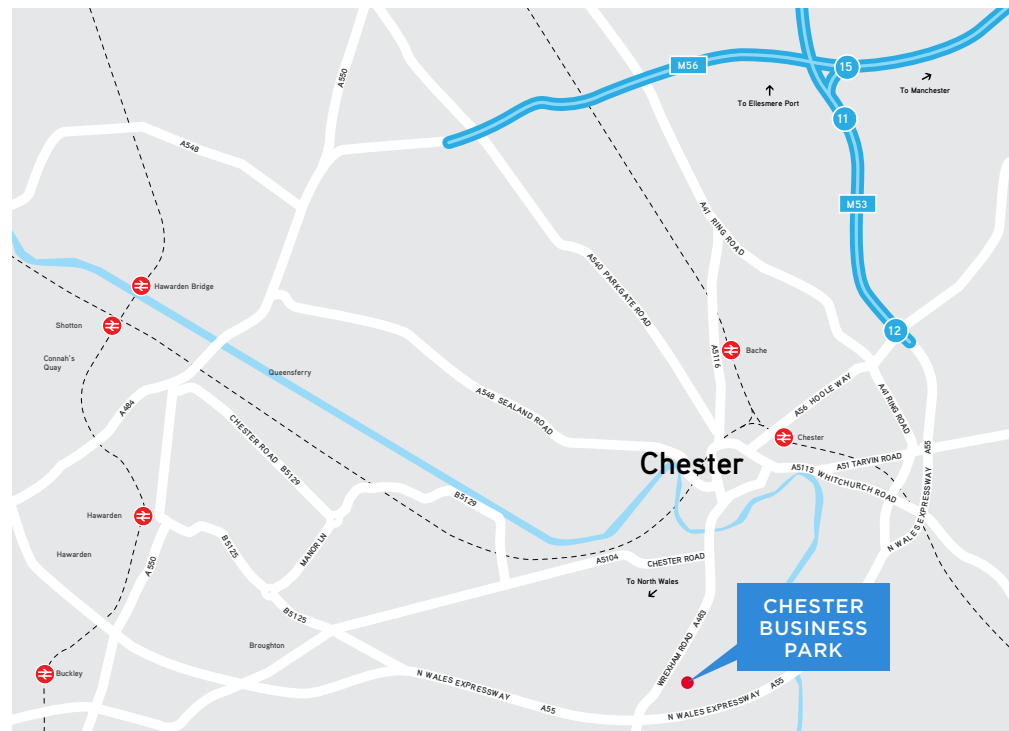 A550
M56
15
To Ellesmere Port
To Manchester
11
A548
M53
A41 RING ROAD
A540 PARKGATE ROAD
Hawarden Bridge
Shotton
Connah's
Quay
Queensferry
12
A5116
Bache
A548 SEALAND ROAD
A56 HOOLE WAY
A41 RING ROAD
A484
CHESTER ROAD B5129
Chester
Chester
A55
A51 TARVIN ROAD
A5115 WHITCHURCH ROAD
B5129
Hawarden
Hawarden
B5125
MANOR LN
A550
N WALES EXPRESSWAY
A5104
CHESTER ROAD
To North Wales
B5125
CHESTER
BUSINESS
PARK
WREXHAM ROAD A483
Broughton
Buckley
N WALES EXPRESSWAY
A55
N WALES EXPRESSWAY
A55